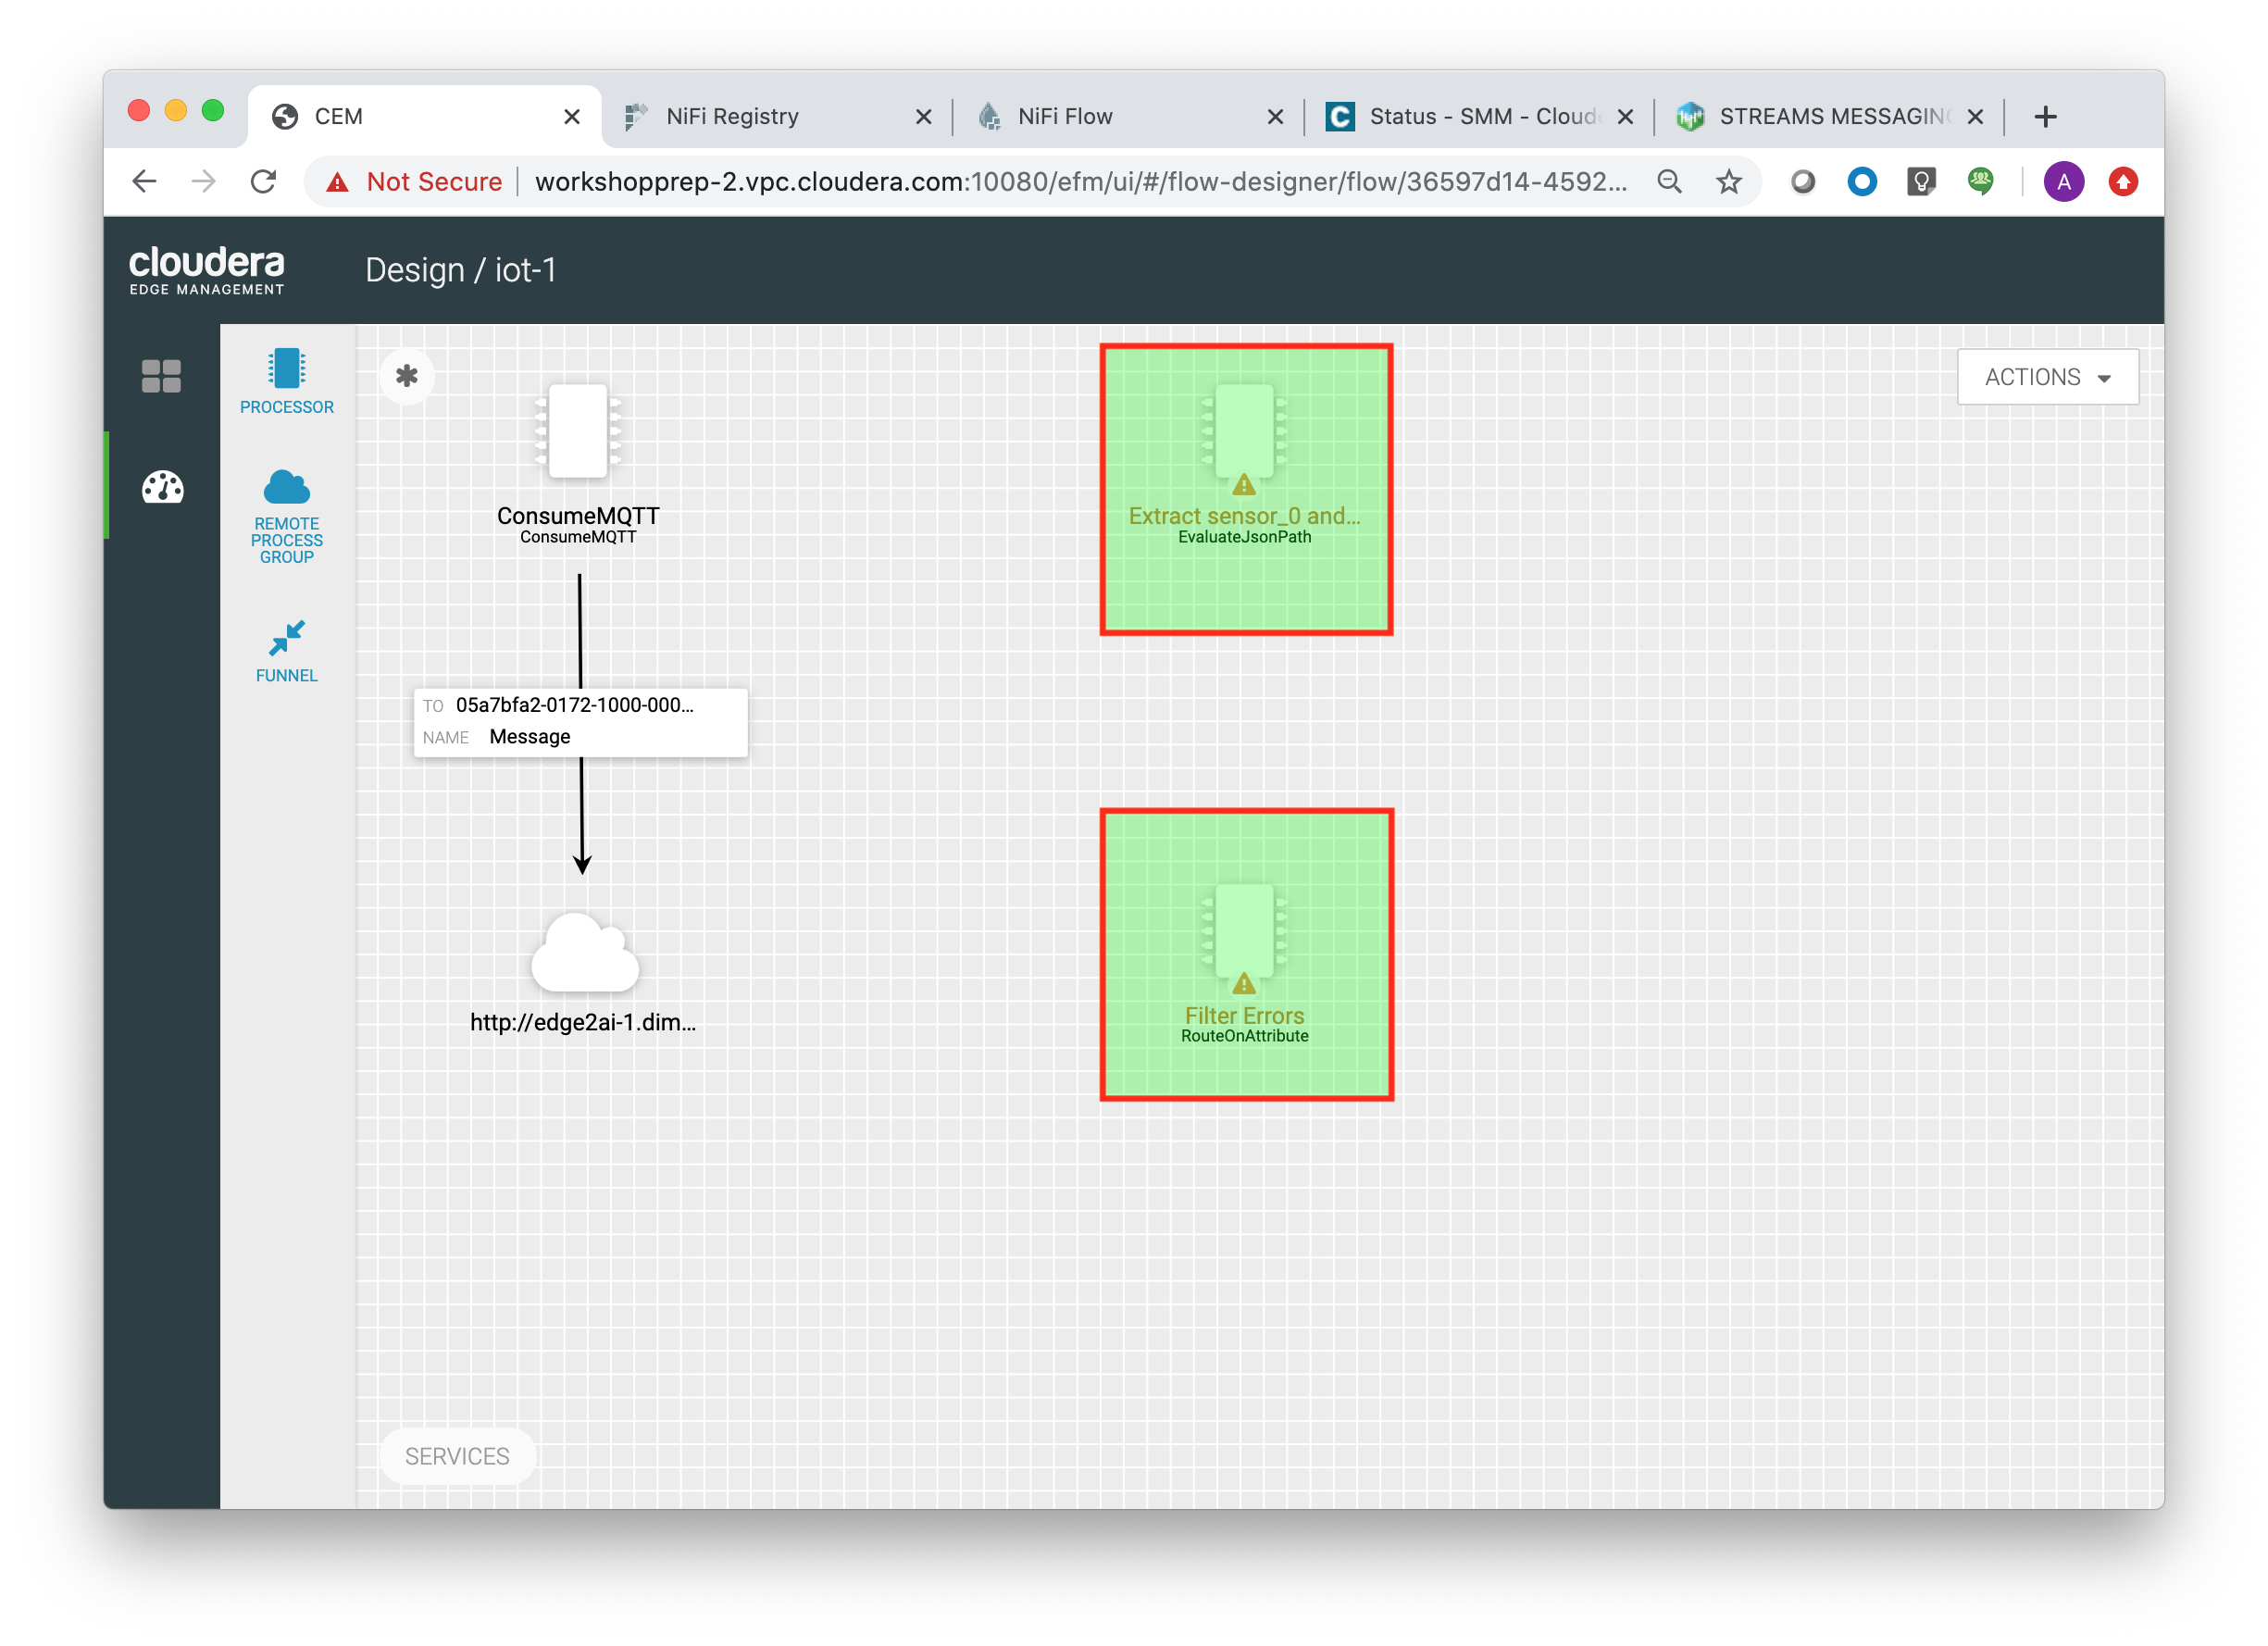 CEM
NiFi Registry
NiFi Flow
Status - SMM - Cloude
STREAMS MESSAGING
Not Secure
workshopprep-2.vpc.cloudera.com:10080/efm/ui/#/flow-designer/flow/36597d14-4592...
A
cloudera
EDGE MANAGEMENT
Design / iot-1
PROCESSOR
REMOTE
PROCESS
GROUP
FUNNEL
ACTIONS
ConsumeMQTT
ConsumeMQTT
TO 05a7bfa2-0172-1000-000...
NAME Message
http://edge2ai-1.dim...
Extract sensor_0 and...
EvaluateJsonPath
Filter Errors
RouteOnAttribute
SERVICES